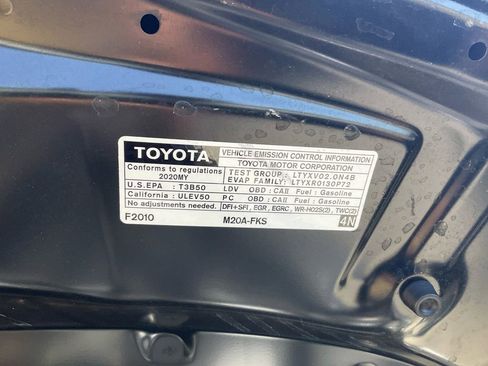 TOYOTA
VEHICLE EMISSION CONTROL INFORMATION
TOYOTA MOTOR CORPORATION
Conforms to regulations
2020MY
TEST GROUP : LTYXV02.0N4B
EVAP FAMILY: LTYXR0130P72
U.S.EPA : T3B50 LDV OBD : CAII Fuel : Gasoline
California : ULEV50 PC OBD : CAII Fuel : Gasoline
No adjustments needed. DFI+SFI, EGR, EGRC, WR-HO2S(2), TWC(2)
F2010 M20A-FKS 4N